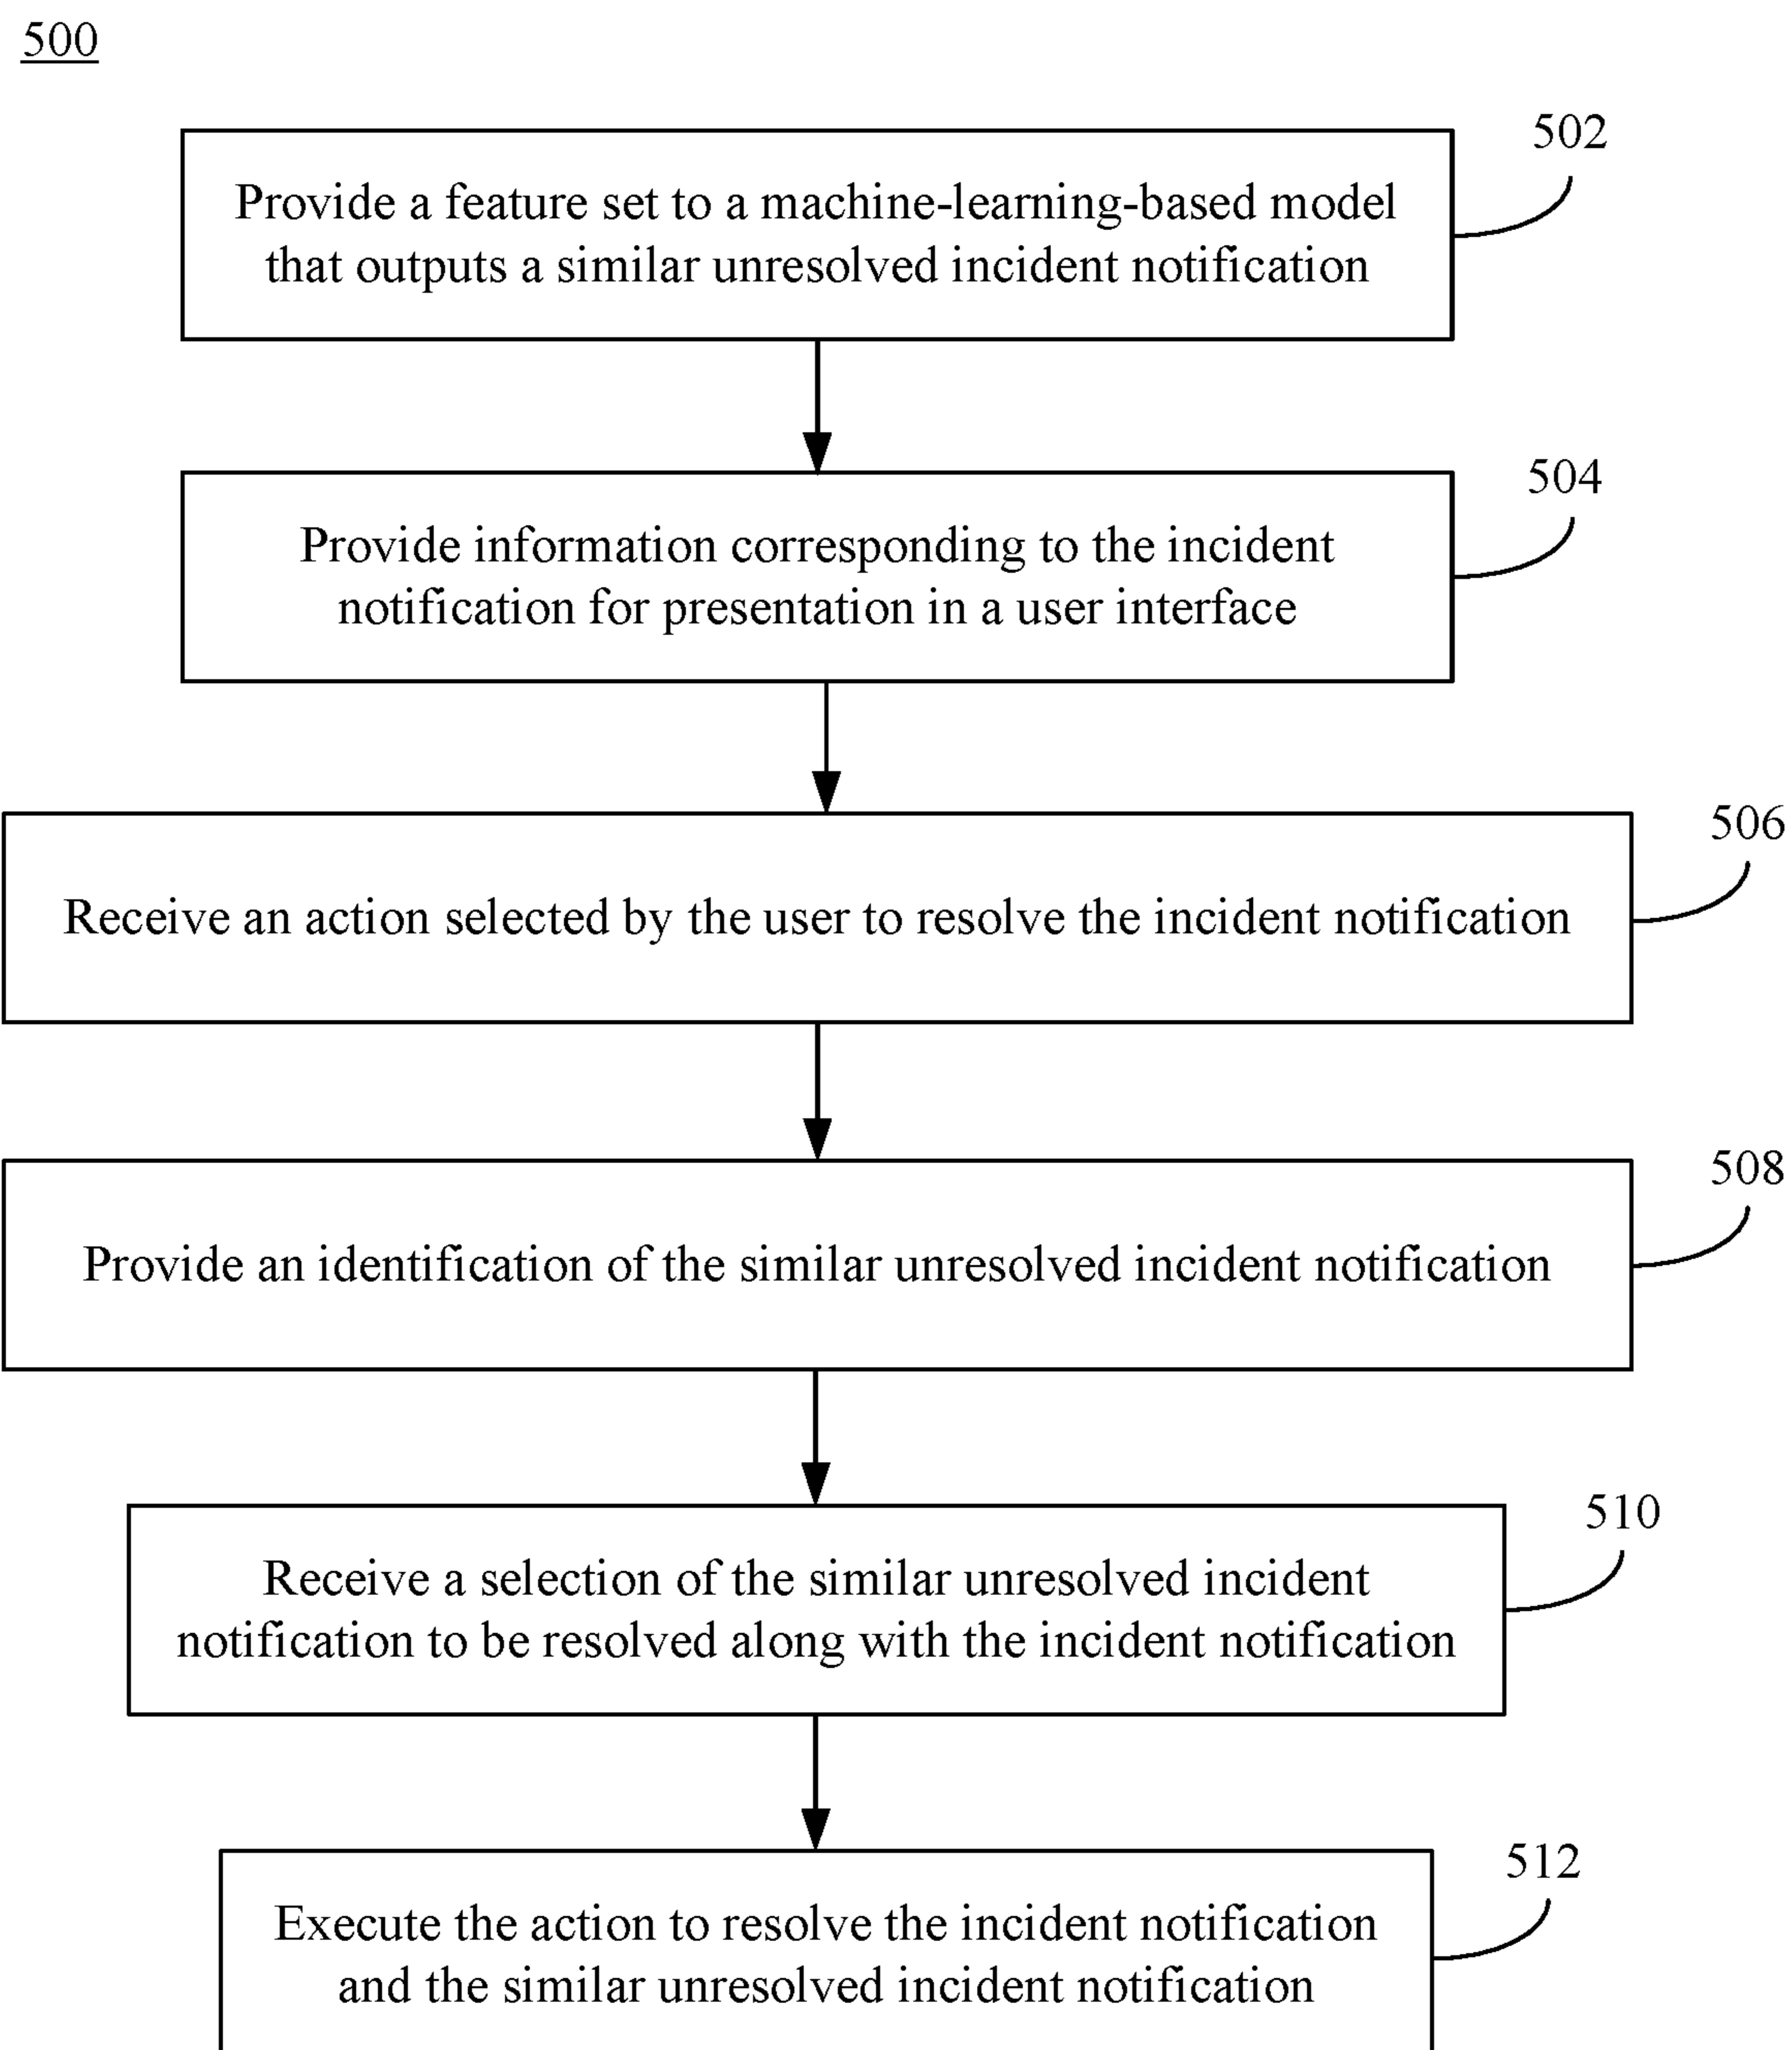 500
502
Provide a feature set to a machine-learning-based model
that outputs a similar unresolved incident notification
504
Provide information corresponding to the incident
notification for presentation in a user interface
506
Receive an action selected by the user to resolve the incident notification
508
Provide an identification of the similar unresolved incident notification
510
Receive a selection of the similar unresolved incident
notification to be resolved along with the incident notification
512
Execute the action to resolve the incident notification
and the similar unresolved incident notification